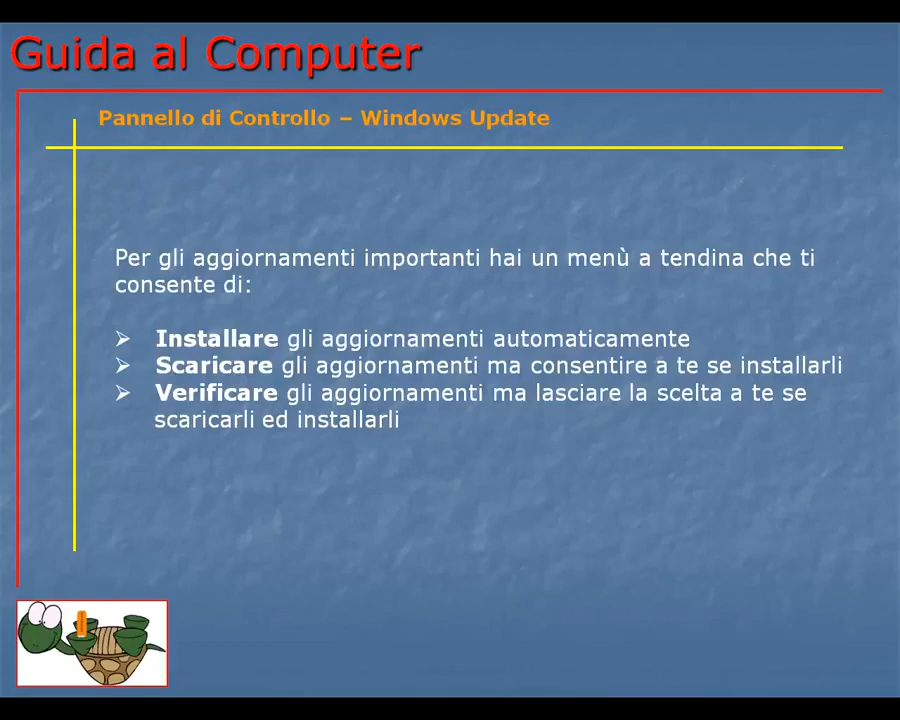 Guida al Computer
Pannello di Controllo – Windows Update
Per gli aggiornamenti importanti hai un menù a tendina che ti
consente di:
Installare gli aggiornamenti automaticamente
Scaricare gli aggiornamenti ma consentire a te se installarli
Verificare gli aggiornamenti ma lasciare la scelta a te se
scaricarli ed installarli